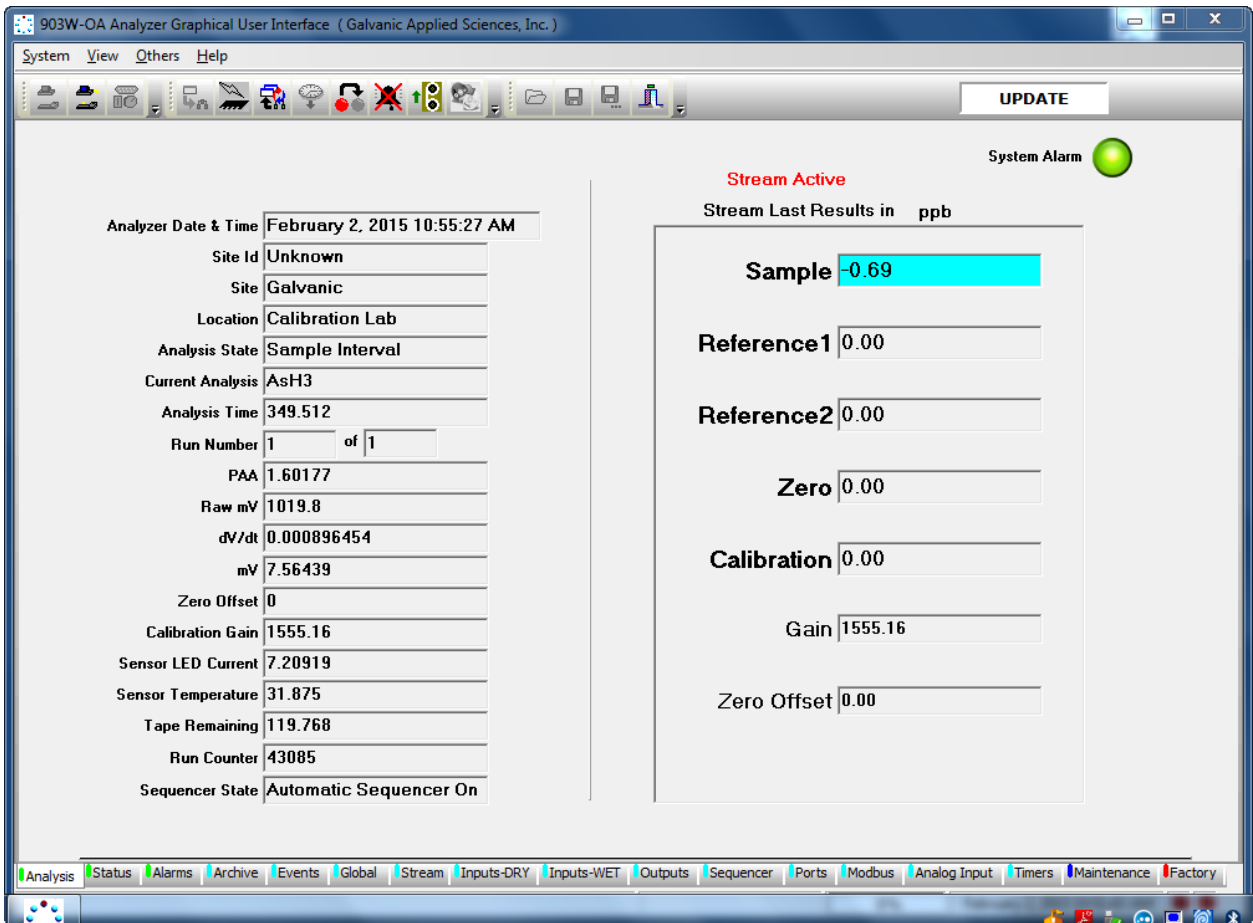 903W-OA Analyzer Graphical User Interface ( Galvanic Applied Sciences, Inc. )
System View Others Help
UPDATE
System Alarm
Stream Active
Stream Last Results in ppb
Analyzer Date & Time February 2, 2015 10:55:27 AM
Site Id Unknown
Site Galvanic
Location Calibration Lab
Analysis State Sample Interval
Current Analysis AsH3
Analysis Time 349.512
Run Number 1 of 1
PAA 1.60177
Raw mV 1019.8
dV/dt 0.000896454
mV 7.56439
Zero Offset 0
Calibration Gain 1555.16
Sensor LED Current 7.20919
Sensor Temperature 31.875
Tape Remaining 119.768
Run Counter 43085
Sequencer State Automatic Sequencer On
Sample -0.69
Reference1 0.00
Reference2 0.00
Zero 0.00
Calibration 0.00
Gain 1555.16
Zero Offset 0.00
Analysis Status Alarms Archive Events Global Stream Inputs-DRY Inputs-WET Outputs Sequencer Ports Modbus Analog Input Timers Maintenance Factory